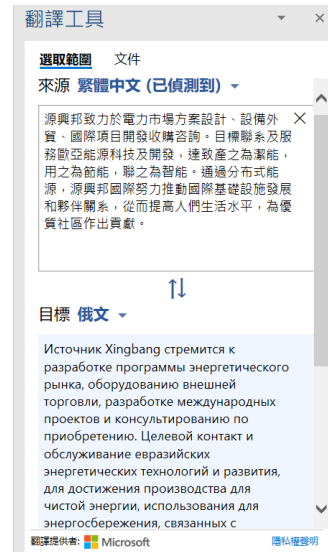 翻譯工具
選取範圍 文件
來源 繁體中文 (已偵測到)
源興邦致力於電力市場方案設計、設備外
貿、國際項目開發收購咨詢。目標聯系及服
務歐亞能源科技及開發，達致產之為潔能，
用之為節能，聯之為智能。通過分布式能
源，源興邦國際努力推動國際基礎設施發展
和夥伴關系，從而提高人們生活水平，為優
質社區作出貢獻。
目標 俄文
Источник Xingbang стремится к
разработке программы энергетического
рынка, оборудованию внешней
торговли, разработке международных
проектов и консультированию по
приобретению. Целевой контакт и
обслуживание евразийских
энергетических технологий и развития,
для достижения производства для
чистой энергии, использования для
энергосбережения, связанных с
翻譯提供者: Microsoft 隱私權聲明